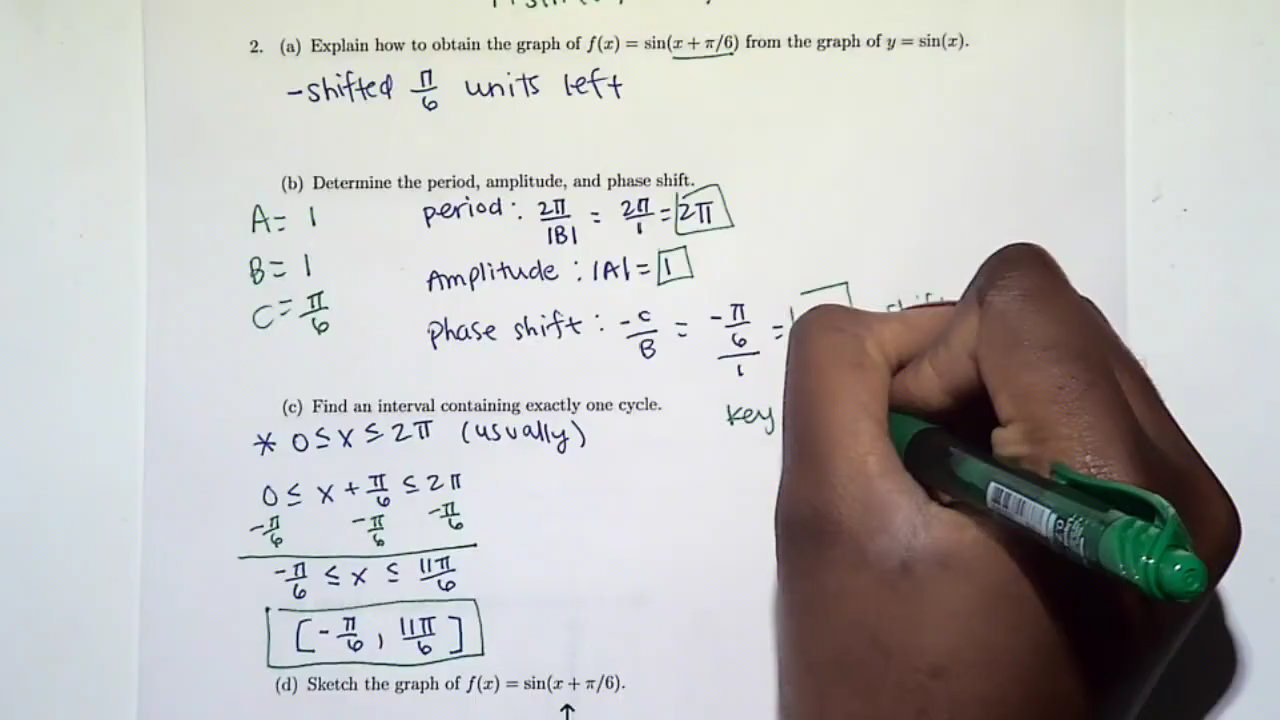 2. (a) Explain how to obtain the graph of f(x) = sin(x + π/6) from the graph of y = sin(x).
-shifted π/6 units left
(b) Determine the period, amplitude, and phase shift.
A= 1
period: 2π/|B| = 2π/1 = 2π
B= 1
Amplitude: |A| = 1
C= π/6
phase shift: -C/B = -π/6/1 =
(c) Find an interval containing exactly one cycle.
key
* 0≤x≤2π (usually)
0≤ x + π/6 ≤ 2π
-π/6 -π/6 -π/6
-π/6 ≤ x ≤ 11π/6
[-π/6, 11π/6]
(d) Sketch the graph of f(x) = sin(x + π/6).